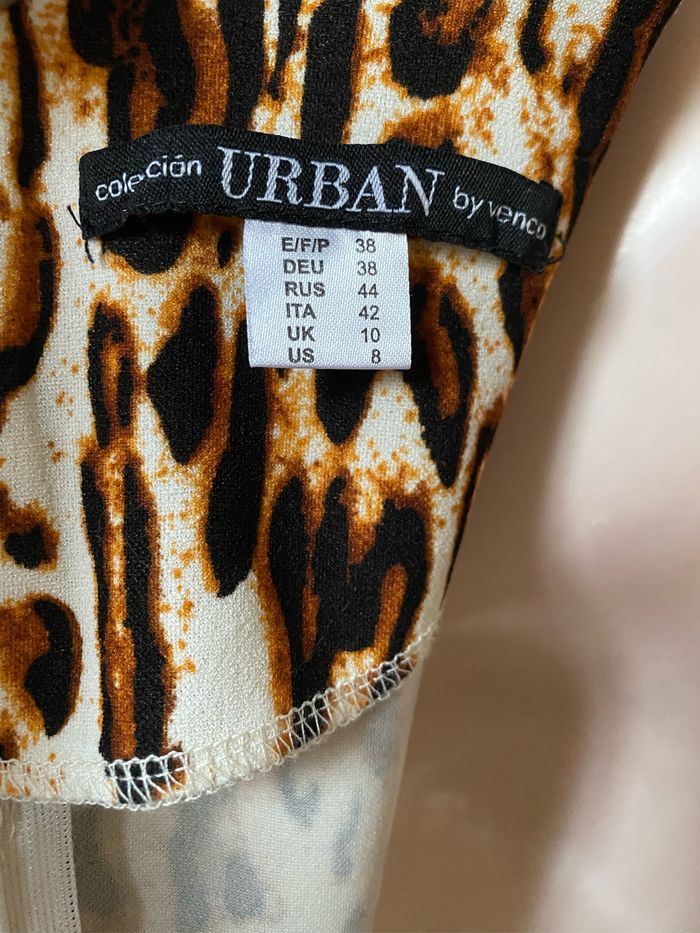 colección URBAN by venca
E/F/P 38
DEU 38
RUS 44
ITA 42
UK 10
US 8